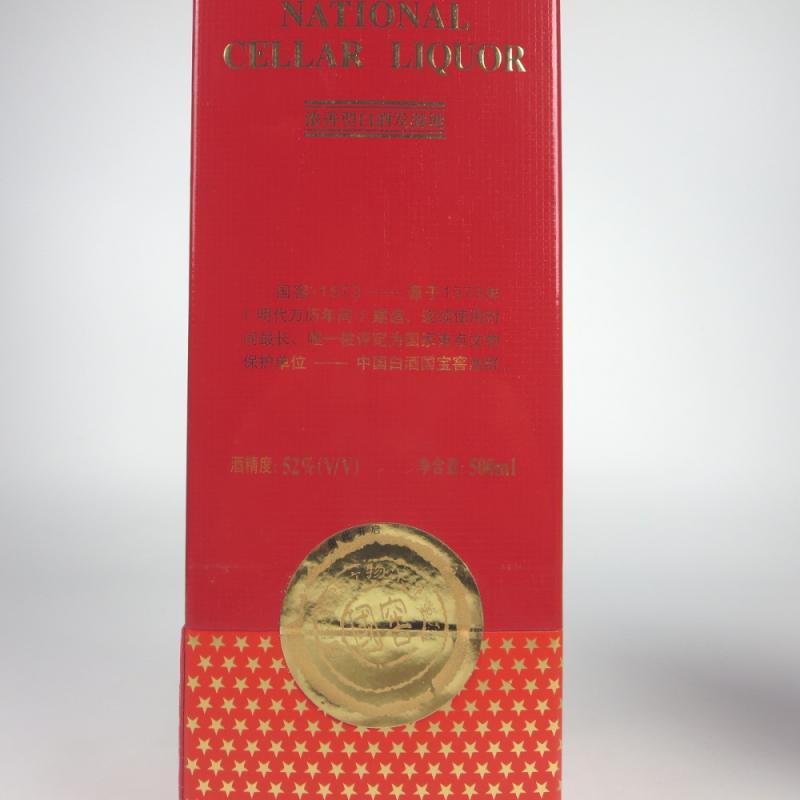 NATIONAL
CELLAR LIQUOR
浓香型白酒发源地
国窖·1573 —— 源于1573年
(明代万历年间)建造、连续使用时
间最长、唯一被评定为国家重点文物
保护单位 —— 中国白酒国宝窖池群
酒精度: 52%(V/V) 净含量: 500ml
国窖